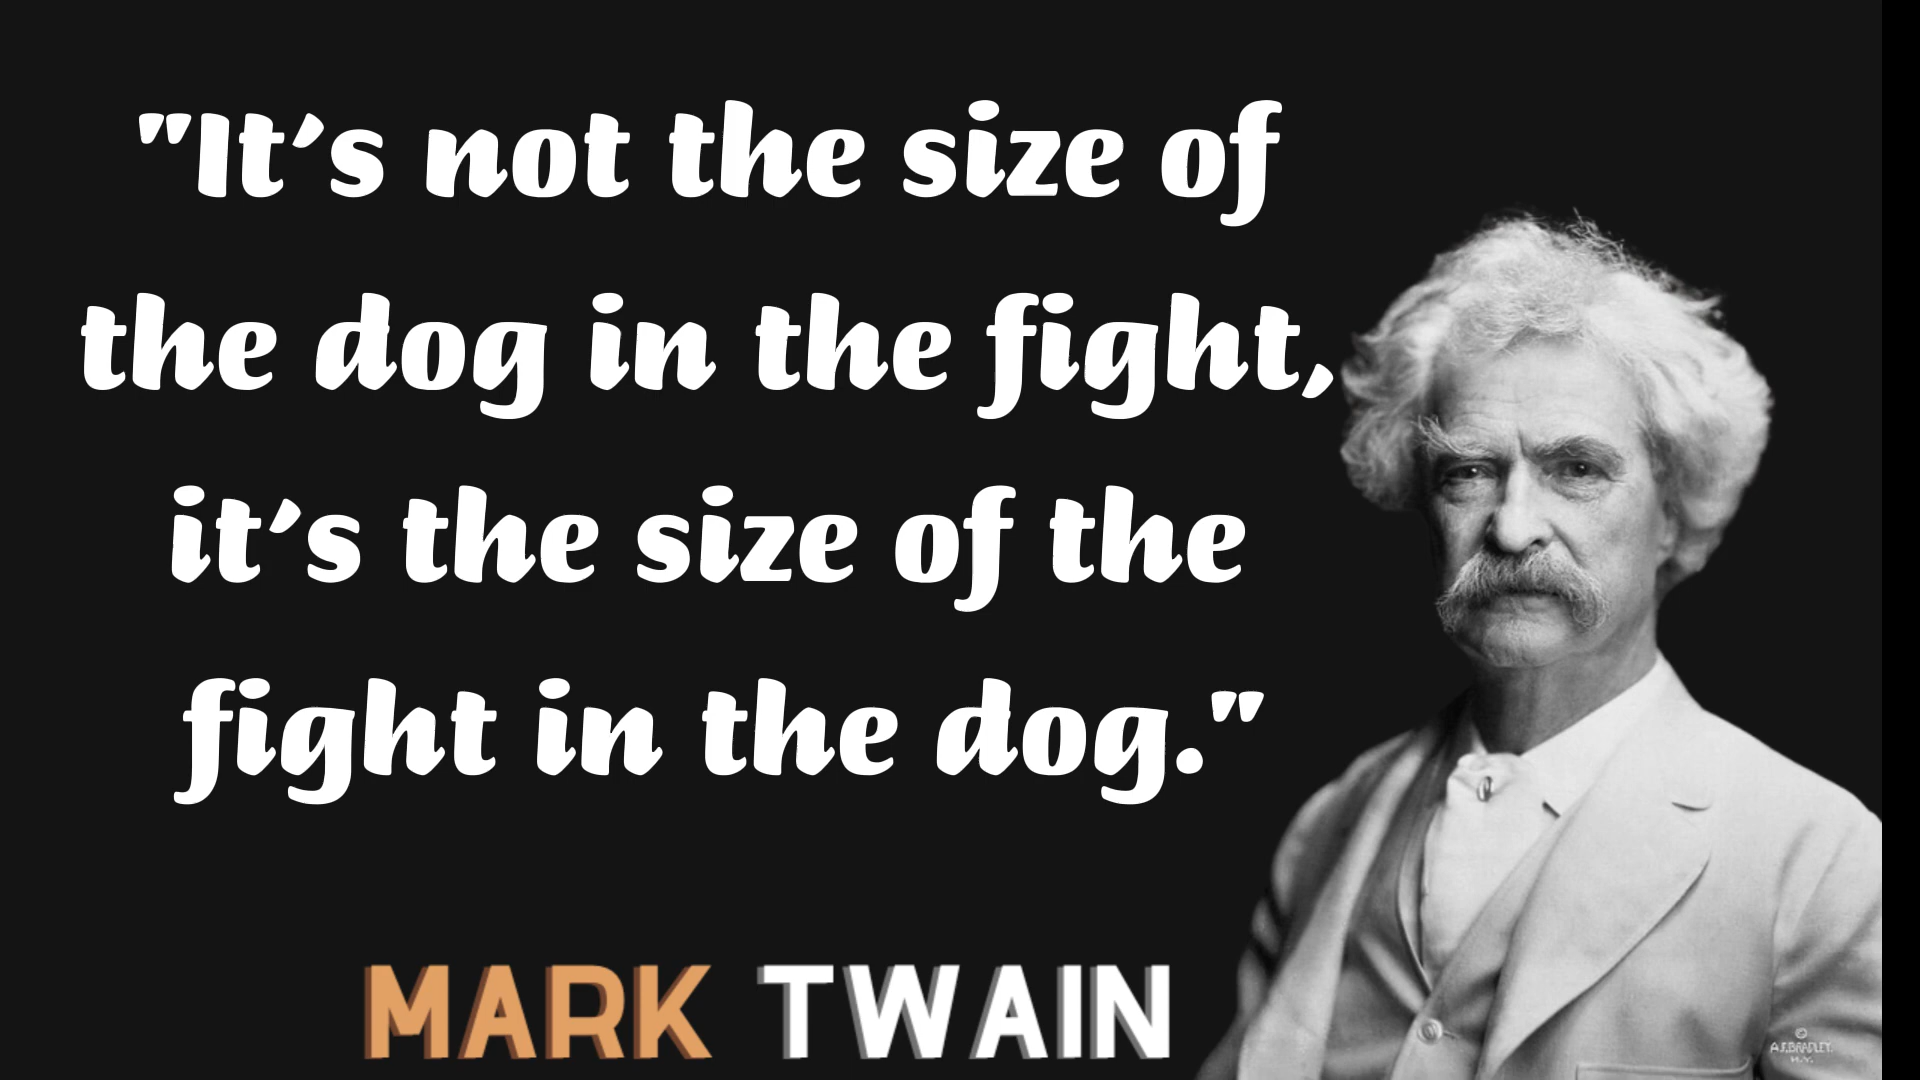 "It's not the size of
the dog in the fight,
it's the size of the
fight in the dog."
MARK TWAIN
©
A.F. BRADLEY.
N.Y.